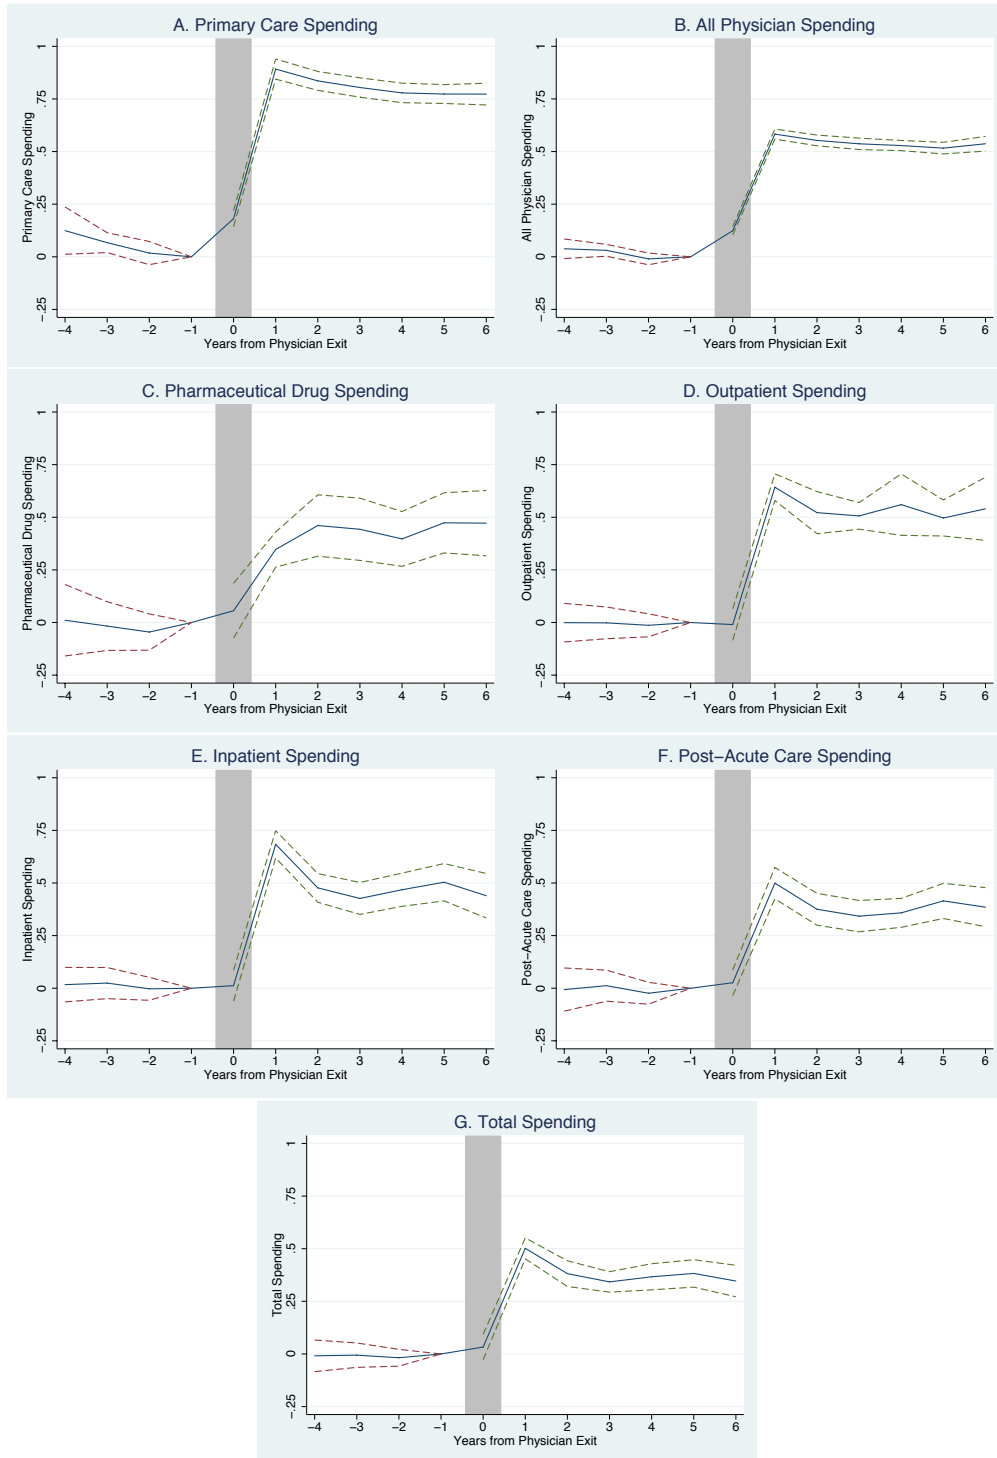 A. Primary Care Spending
Primary Care Spending
1
.75
.5
.25
0
−.25
−4 −3 −2 −1 0 1 2 3 4 5 6
Years from Physician Exit
B. All Physician Spending
All Physician Spending
1
.75
.5
.25
0
−.25
−4 −3 −2 −1 0 1 2 3 4 5 6
Years from Physician Exit
C. Pharmaceutical Drug Spending
Pharmaceutical Drug Spending
1
.75
.5
.25
0
−.25
−4 −3 −2 −1 0 1 2 3 4 5 6
Years from Physician Exit
D. Outpatient Spending
Outpatient Spending
1
.75
.5
.25
0
−.25
−4 −3 −2 −1 0 1 2 3 4 5 6
Years from Physician Exit
E. Inpatient Spending
Inpatient Spending
1
.75
.5
.25
0
−.25
−4 −3 −2 −1 0 1 2 3 4 5 6
Years from Physician Exit
F. Post−Acute Care Spending
Post−Acute Care Spending
1
.75
.5
.25
0
−.25
−4 −3 −2 −1 0 1 2 3 4 5 6
Years from Physician Exit
G. Total Spending
Total Spending
1
.75
.5
.25
0
−.25
−4 −3 −2 −1 0 1 2 3 4 5 6
Years from Physician Exit